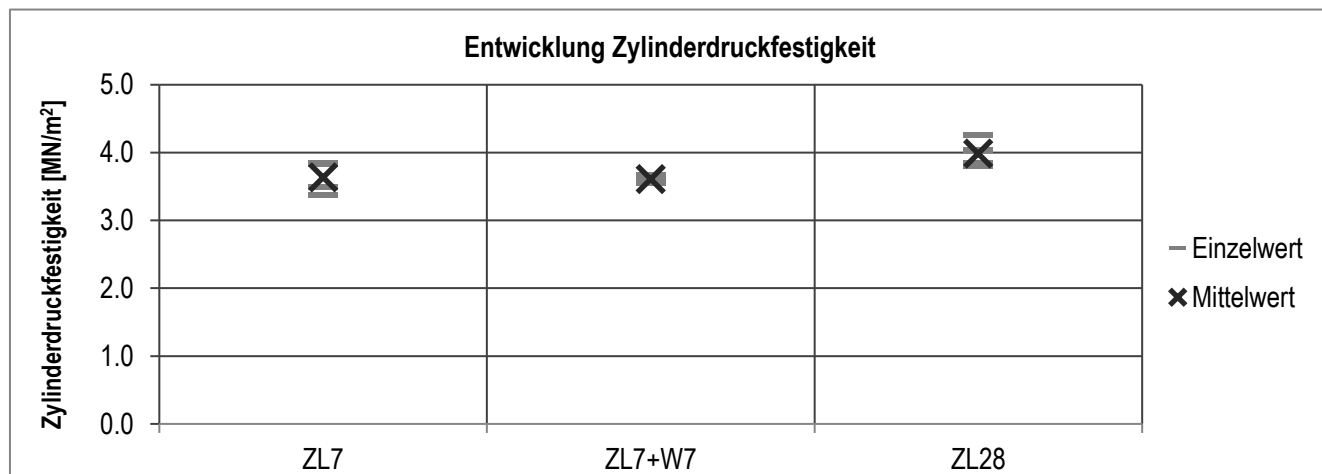 Entwicklung Zylinderdruckfestigkeit
Zylinderdruckfestigkeit [MN/m²]
5.0
4.0
3.0
2.0
1.0
0.0
ZL7
ZL7+W7
ZL28
Einzelwert
Mittelwert